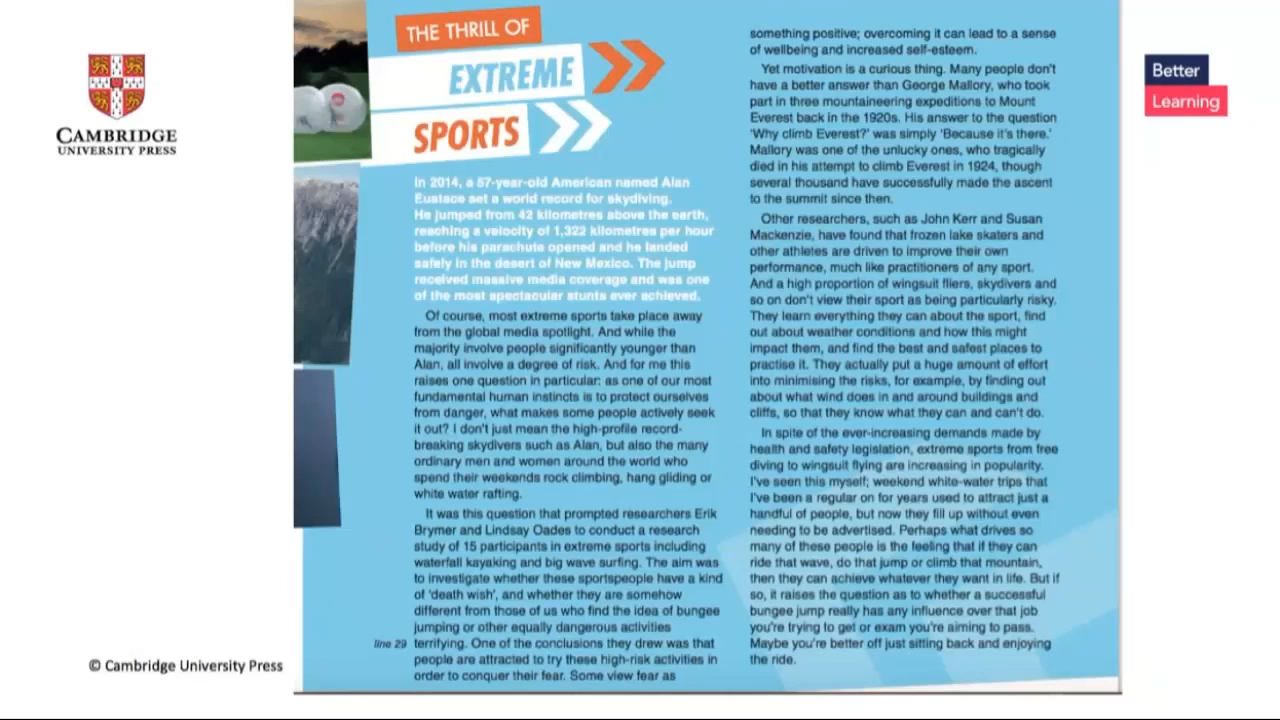 CAMBRIDGE
UNIVERSITY PRESS
© Cambridge University Press
THE THRILL OF
EXTREME
SPORTS
In 2014, a 57-year-old American named Alan
Eustace set a world record for skydiving.
He jumped from 42 kilometres above the earth,
reaching a velocity of 1,322 kilometres per hour
before his parachute opened and he landed
safely in the desert of New Mexico. The jump
received massive media coverage and was one
of the most spectacular stunts ever achieved.
Of course, most extreme sports take place away
from the global media spotlight. And while the
majority involve people significantly younger than
Alan, all involve a degree of risk. And for me this
raises one question in particular: as one of our most
fundamental human instincts is to protect ourselves
from danger, what makes some people actively seek
it out? I don't just mean the high-profile record-
breaking skydivers such as Alan, but also the many
ordinary men and women around the world who
spend their weekends rock climbing, hang gliding or
white water rafting.
It was this question that prompted researchers Erik
Brymer and Lindsay Oades to conduct a research
study of 15 participants in extreme sports including
waterfall kayaking and big wave surfing. The aim was
to investigate whether these sportspeople have a kind
of 'death wish', and whether they are somehow
different from those of us who find the idea of bungee
jumping or other equally dangerous activities
line 29 terrifying. One of the conclusions they drew was that
people are attracted to try these high-risk activities in
order to conquer their fear. Some view fear as
something positive; overcoming it can lead to a sense
of wellbeing and increased self-esteem.
Yet motivation is a curious thing. Many people don't
have a better answer than George Mallory, who took
part in three mountaineering expeditions to Mount
Everest back in the 1920s. His answer to the question
'Why climb Everest?' was simply 'Because it's there.'
Mallory was one of the unlucky ones, who tragically
died in his attempt to climb Everest in 1924, though
several thousand have successfully made the ascent
to the summit since then.
Other researchers, such as John Kerr and Susan
Mackenzie, have found that frozen lake skaters and
other athletes are driven to improve their own
performance, much like practitioners of any sport.
And a high proportion of wingsuit fliers, skydivers and
so on don't view their sport as being particularly risky.
They learn everything they can about the sport, find
out about weather conditions and how this might
impact them, and find the best and safest places to
practise it. They actually put a huge amount of effort
into minimising the risks, for example, by finding out
about what wind does in and around buildings and
cliffs, so that they know what they can and can't do.
In spite of the ever-increasing demands made by
health and safety legislation, extreme sports from free
diving to wingsuit flying are increasing in popularity.
I've seen this myself; weekend white-water trips that
I've been a regular on for years used to attract just a
handful of people, but now they fill up without even
needing to be advertised. Perhaps what drives so
many of these people is the feeling that if they can
ride that wave, do that jump or climb that mountain,
then they can achieve whatever they want in life. But if
so, it raises the question as to whether a successful
bungee jump really has any influence over that job
you're trying to get or exam you're aiming to pass.
Maybe you're better off just sitting back and enjoying
the ride.
Better
Learning